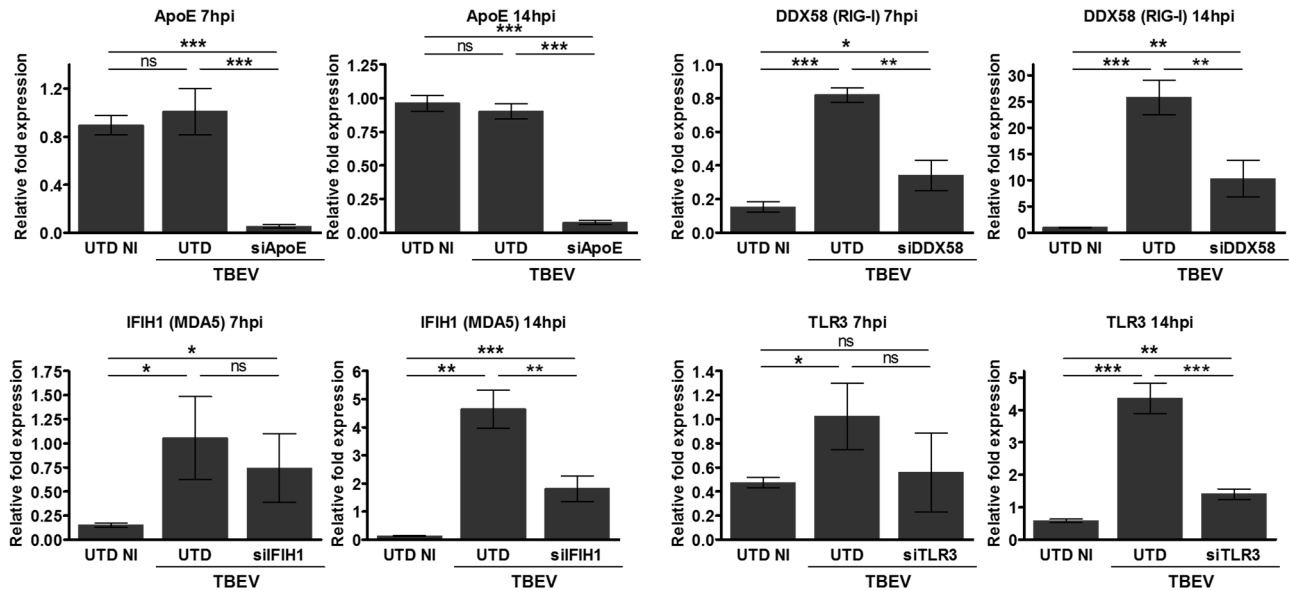 ApoE 7hpi
***
ns
***
Relative fold expression
1.2
0.8
0.4
0.0
UTD NI UTD siApoE
TBEV
ApoE 14hpi
***
ns
***
Relative fold expression
1.25
1.00
0.75
0.50
0.25
0.00
UTD NI UTD siApoE
TBEV
DDX58 (RIG-I) 7hpi
*
***
**
Relative fold expression
1.0
0.8
0.6
0.4
0.2
0.0
UTD NI UTD siDDX58
TBEV
DDX58 (RIG-I) 14hpi
**
***
**
Relative fold expression
30
25
20
15
10
5
0
UTD NI UTD siDDX58
TBEV
IFIH1 (MDA5) 7hpi
*
*
ns
Relative fold expression
1.75
1.50
1.25
1.00
0.75
0.50
0.25
0.00
UTD NI UTD siIFIH1
TBEV
IFIH1 (MDA5) 14hpi
***
**
**
Relative fold expression
6
5
4
3
2
1
0
UTD NI UTD siIFIH1
TBEV
TLR3 7hpi
ns
*
ns
Relative fold expression
1.4
1.2
1.0
0.8
0.6
0.4
0.2
0.0
UTD NI UTD siTLR3
TBEV
TLR3 14hpi
**
***
***
Relative fold expression
5
4
3
2
1
0
UTD NI UTD siTLR3
TBEV